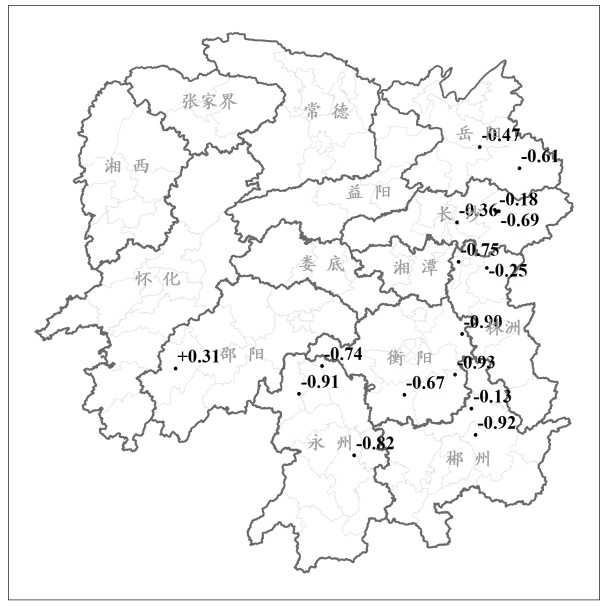 张家界
常 德
岳 阳
-0.47
-0.61
湘 西
益 阳
-0.18
长
-0.36
-0.69
-0.75
娄 底
湘 潭
-0.25
怀 化
-0.90
株洲
+0.31
邵 阳
-0.74
衡 阳
-0.93
-0.91
-0.67
-0.13
-0.92
永 州
-0.82
郴 州